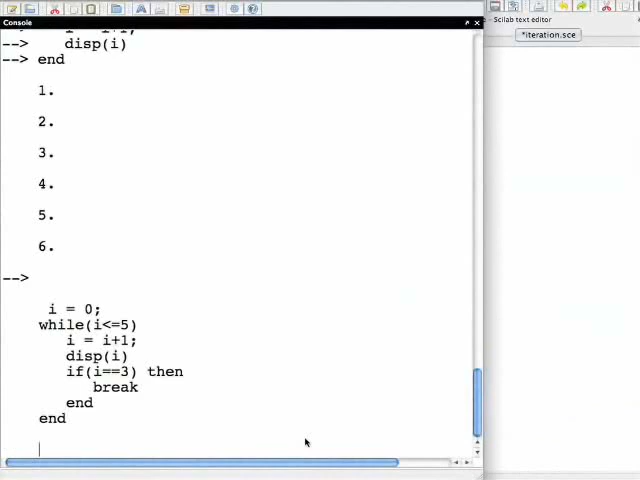 Console
--> disp(i)
--> end
1.
2.
3.
4.
5.
6.
-->
i = 0;
while(i<=5)
i = i+1;
disp(i)
if(i==3) then
break
end
end
- Scilab text editor
*iteration.sce